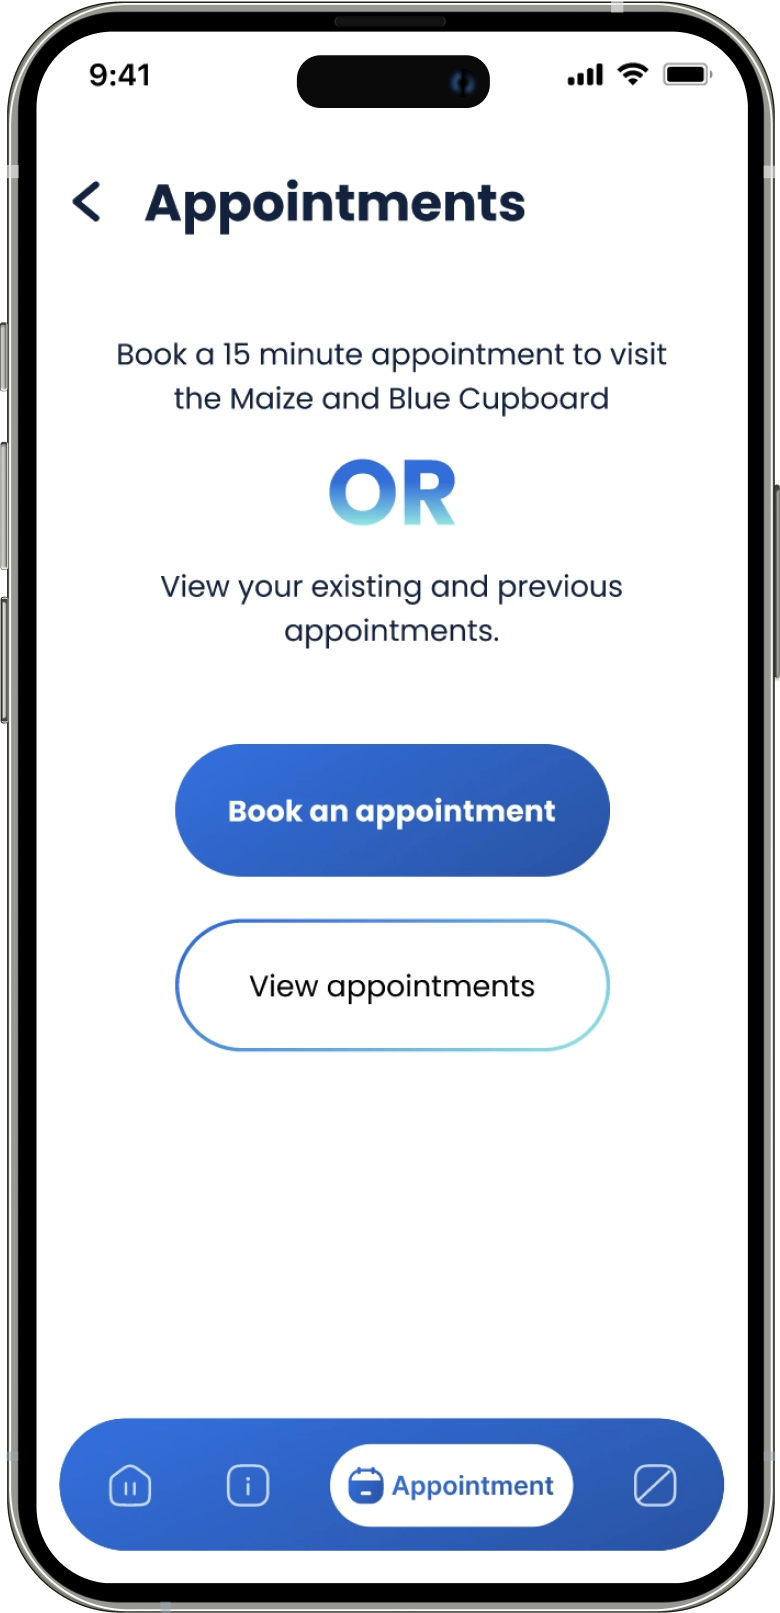 9:41
Appointments
Book a 15 minute appointment to visit
the Maize and Blue Cupboard
OR
View your existing and previous
appointments.
Book an appointment
View appointments
Appointment